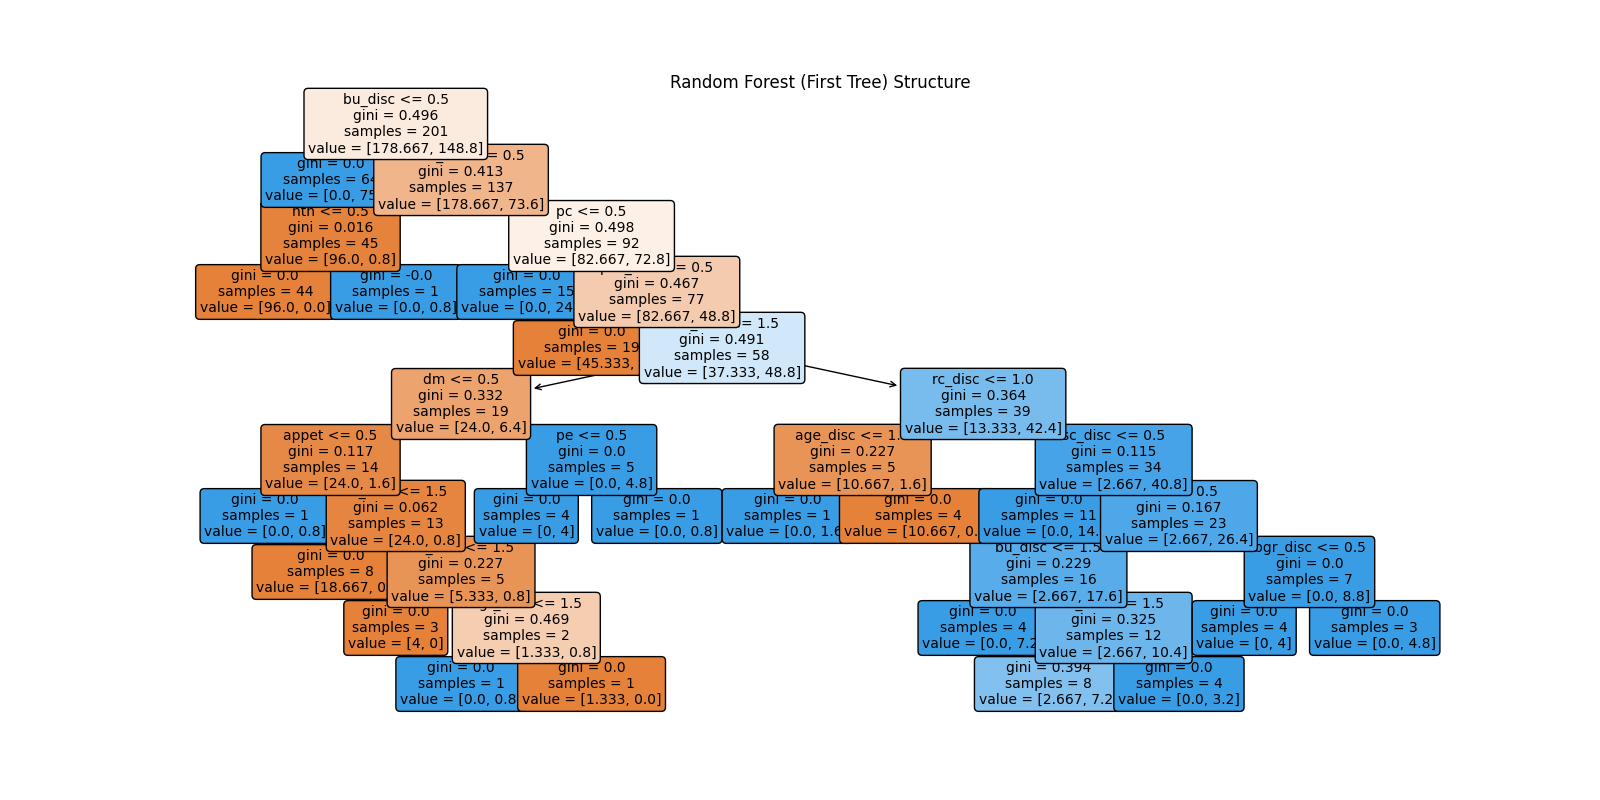 Random Forest (First Tree) Structure
bu_disc <= 0.5
gini = 0.496
samples = 201
value = [178.667, 148.8]
gini = 0.0
samples = 64
value = [0.0, 75
= 0.5
gini = 0.413
samples = 137
value = [178.667, 73.6]
htn <= 0.5
gini = 0.016
samples = 45
value = [96.0, 0.8]
pc <= 0.5
gini = 0.498
samples = 92
value = [82.667, 72.8]
gini = 0.0
samples = 44
value = [96.0, 0.0]
gini = -0.0
samples = 1
value = [0.0, 0.8]
gini = 0.0
samples = 15
value = [0.0, 24
= 0.5
gini = 0.467
samples = 77
value = [82.667, 48.8]
gini = 0.0
samples = 19
value = [45.333,
= 1.5
gini = 0.491
samples = 58
value = [37.333, 48.8]
dm <= 0.5
gini = 0.332
samples = 19
value = [24.0, 6.4]
rc_disc <= 1.0
gini = 0.364
samples = 39
value = [13.333, 42.4]
appet <= 0.5
gini = 0.117
samples = 14
value = [24.0, 1.6]
pe <= 0.5
gini = 0.0
samples = 5
value = [0.0, 4.8]
age_disc <= 1.
gini = 0.227
samples = 5
value = [10.667, 1.6]
sc_disc <= 0.5
gini = 0.115
samples = 34
value = [2.667, 40.8]
gini = 0.0
samples = 1
value = [0.0, 0.8]
<= 1.5
gini = 0.062
samples = 13
value = [24.0, 0.8]
gini = 0.0
samples = 4
value = [0, 4]
gini = 0.0
samples = 1
value = [0.0, 0.8]
gini = 0.0
samples = 1
value = [0.0, 1.6
gini = 0.0
samples = 4
value = [10.667, 0.
gini = 0.0
samples = 11
value = [0.0, 14.
0.5
gini = 0.167
samples = 23
value = [2.667, 26.4]
gini = 0.0
samples = 8
value = [18.667, 0
<= 1.5
gini = 0.227
samples = 5
value = [5.333, 0.8]
bu_disc <= 1.5
gini = 0.229
samples = 16
value = [2.667, 17.6]
bgr_disc <= 0.5
gini = 0.0
samples = 7
value = [0.0, 8.8]
gini = 0.0
samples = 3
value = [4, 0]
<= 1.5
gini = 0.469
samples = 2
value = [1.333, 0.8]
gini = 0.0
samples = 4
value = [0.0, 7.2
= 1.5
gini = 0.325
samples = 12
value = [2.667, 10.4]
gini = 0.0
samples = 4
value = [0, 4]
gini = 0.0
samples = 3
value = [0.0, 4.8]
gini = 0.0
samples = 1
value = [0.0, 0.8
gini = 0.0
samples = 1
value = [1.333, 0.0]
gini = 0.394
samples = 8
value = [2.667, 7.2
gini = 0.0
samples = 4
value = [0.0, 3.2]